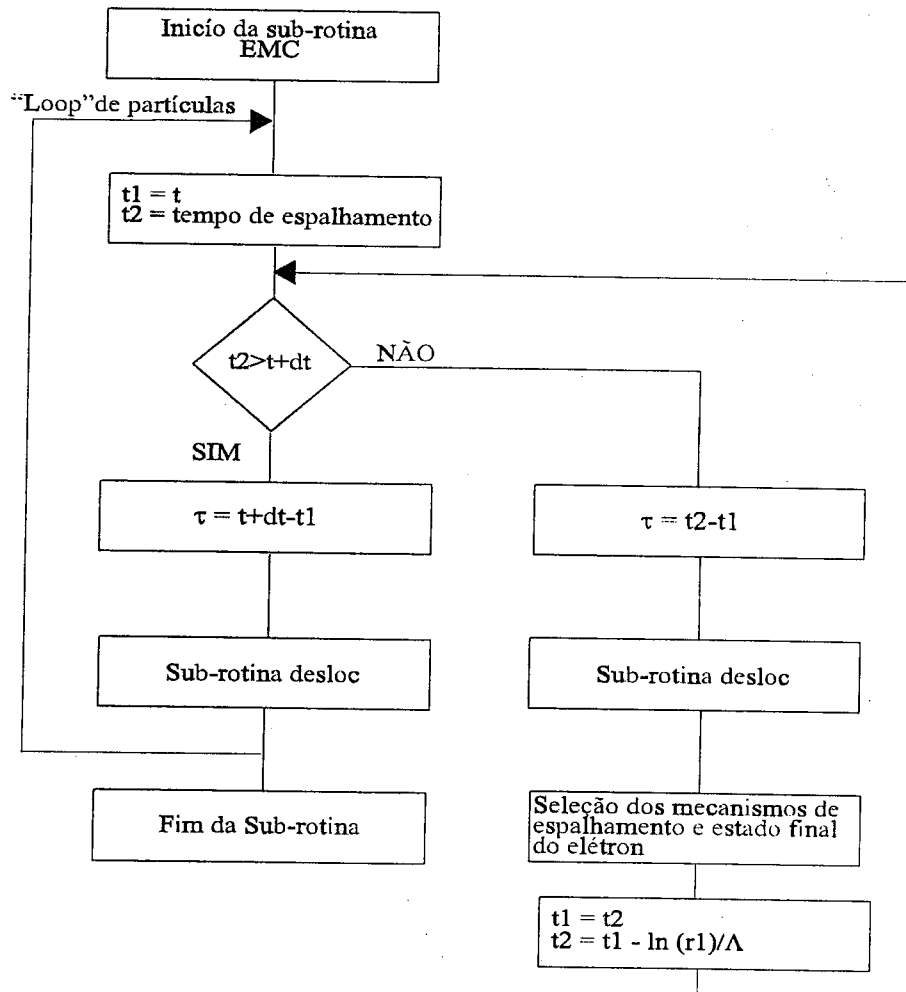 Inicío da sub-rotina
EMC
“Loop”de partículas
t1 = t
t2 = tempo de espalhamento
t2>t+dt
NÃO
SIM
τ = t+dt-t1
τ = t2-t1
Sub-rotina desloc
Sub-rotina desloc
Fim da Sub-rotina
Seleção dos mecanismos de
espalhamento e estado final
do elétron
t1 = t2
t2 = t1 - ln (r1)/Λ